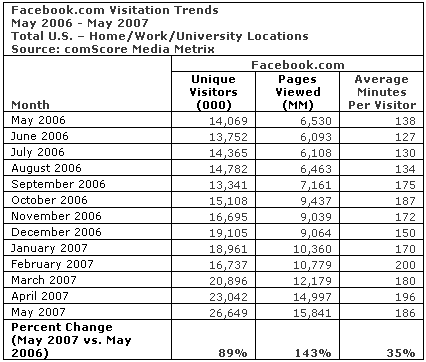 Facebook.com Visitation Trends
May 2006 - May 2007
Total U.S. – Home/Work/University Locations
Source: comScore Media Metrix
Facebook.com
Month Unique Visitors (000) Pages Viewed (MM) Average Minutes Per Visitor
May 2006 14,069 6,530 138
June 2006 13,752 6,093 127
July 2006 14,365 6,108 130
August 2006 14,782 6,463 134
September 2006 13,341 7,161 175
October 2006 15,108 9,437 187
November 2006 16,695 9,039 172
December 2006 19,105 9,064 150
January 2007 18,961 10,360 170
February 2007 16,737 10,779 200
March 2007 20,896 12,179 180
April 2007 23,042 14,997 196
May 2007 26,649 15,841 186
Percent Change
(May 2007 vs. May
2006) 89% 143% 35%